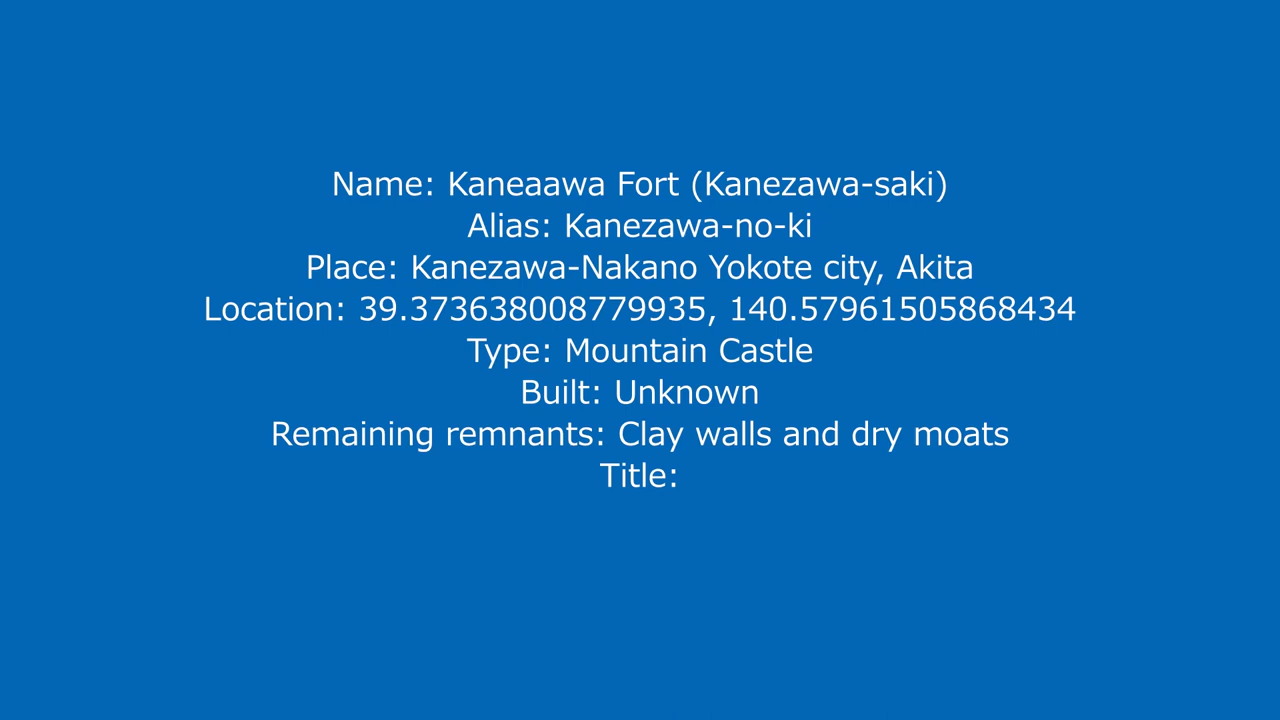 Name: Kaneaawa Fort (Kanezawa-saki)
Alias: Kanezawa-no-ki
Place: Kanezawa-Nakano Yokote city, Akita
Location: 39.373638008779935, 140.57961505868434
Type: Mountain Castle
Built: Unknown
Remaining remnants: Clay walls and dry moats
Title: